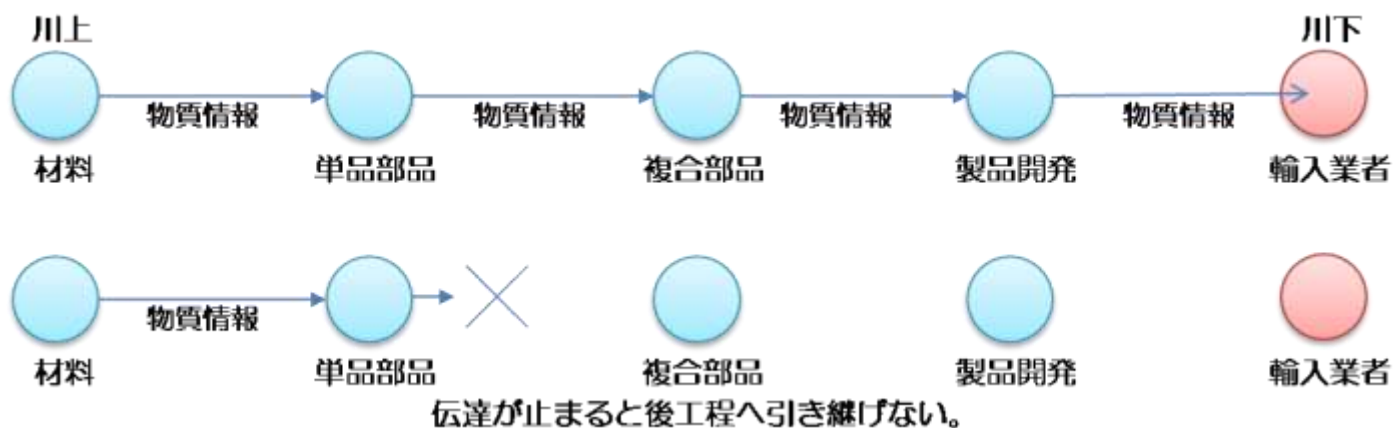 川上 川下
物質情報 物質情報 物質情報 物質情報
材料 単品部品 複合部品 製品開発 輸入業者
物質情報
材料 単品部品 複合部品 製品開発 輸入業者
伝達が止まると後工程へ引き継げない。